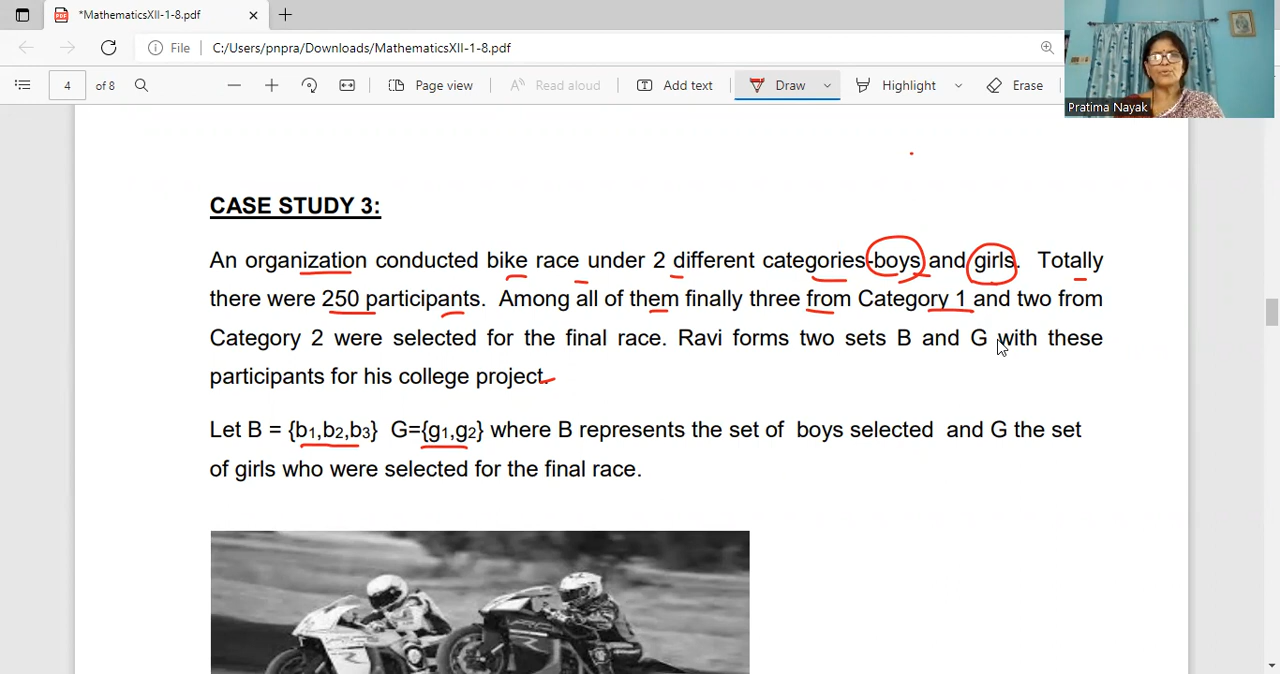 *MathematicsXII-1-8.pdf
File
C:/Users/pnpra/Downloads/MathematicsXII-1-8.pdf
4 of 8
Page view
Read aloud
Add text
Draw
Highlight
Erase
Pratima Nayak
CASE STUDY 3:
An organization conducted bike race under 2 different categories-boys and girls. Totally
there were 250 participants. Among all of them finally three from Category 1 and two from
Category 2 were selected for the final race. Ravi forms two sets B and G with these
participants for his college project.
Let B = {b1,b2,b3} G={g1,g2} where B represents the set of boys selected and G the set
of girls who were selected for the final race.